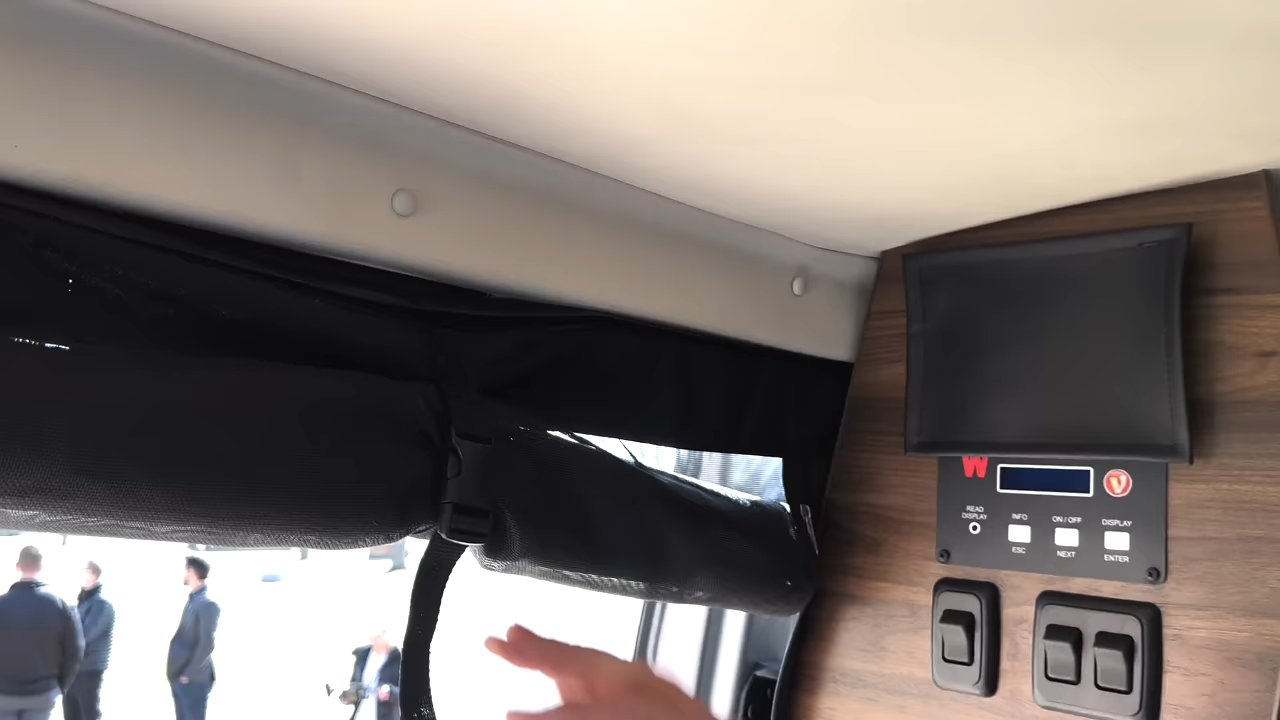 W
READ
DISPLAY
INFO
ON / OFF
DISPLAY
ESC
NEXT
ENTER